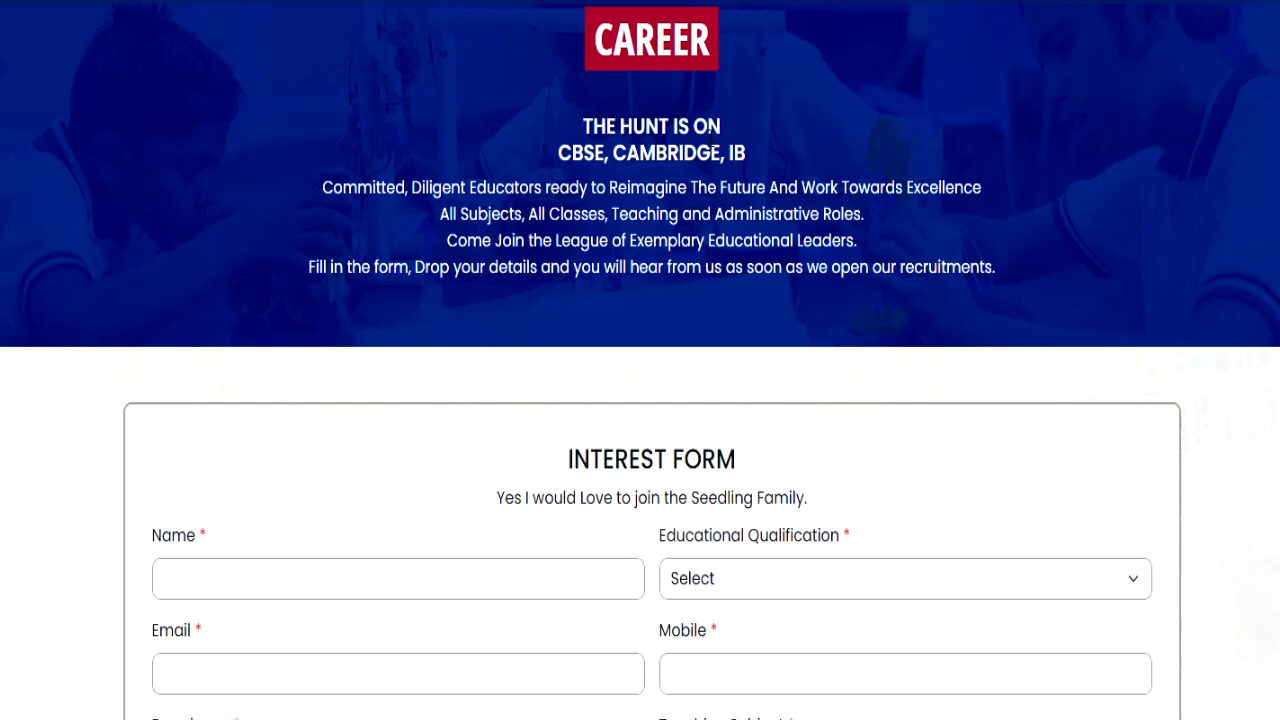 CAREER
THE HUNT IS ON
CBSE, CAMBRIDGE, IB
Committed, Diligent Educators ready to Reimagine The Future And Work Towards Excellence
All Subjects, All Classes, Teaching and Administrative Roles.
Come Join the League of Exemplary Educational Leaders.
Fill in the form, Drop your details and you will hear from us as soon as we open our recruitments.
INTEREST FORM
Yes I would Love to join the Seedling Family.
Name *
Educational Qualification *
Select
Email *
Mobile *